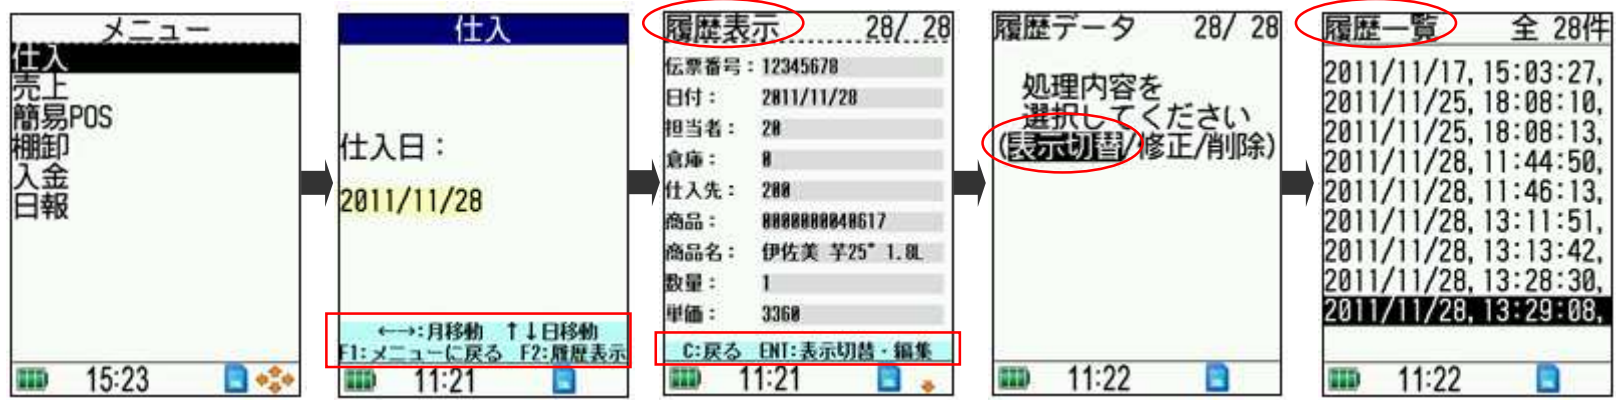 メニュー
仕入
売上
簡易POS
棚卸
入金
日報
15:23
仕入
仕入日：
2011/11/28
←→:月移動 ↑↓日移動
F1:メニューに戻る F2:履歴表示
11:21
履歴表示 28/ 28
伝票番号： 12345678
日付： 2011/11/28
担当者： 20
倉庫： 0
仕入先： 200
商品： 0000000040617
商品名： 伊佐美 芋25ﾟ 1.8L
数量： 1
単価： 3360
C:戻る ENT:表示切替・編集
11:21
履歴データ 28/ 28
処理内容を
選択してください
(表示切替/修正/削除)
11:22
履歴一覧 全 28件
2011/11/17, 15:03:27,
2011/11/25, 18:08:10,
2011/11/25, 18:08:13,
2011/11/28, 11:44:50,
2011/11/28, 11:46:13,
2011/11/28, 13:11:51,
2011/11/28, 13:13:42,
2011/11/28, 13:28:30,
2011/11/28, 13:29:08,
11:22